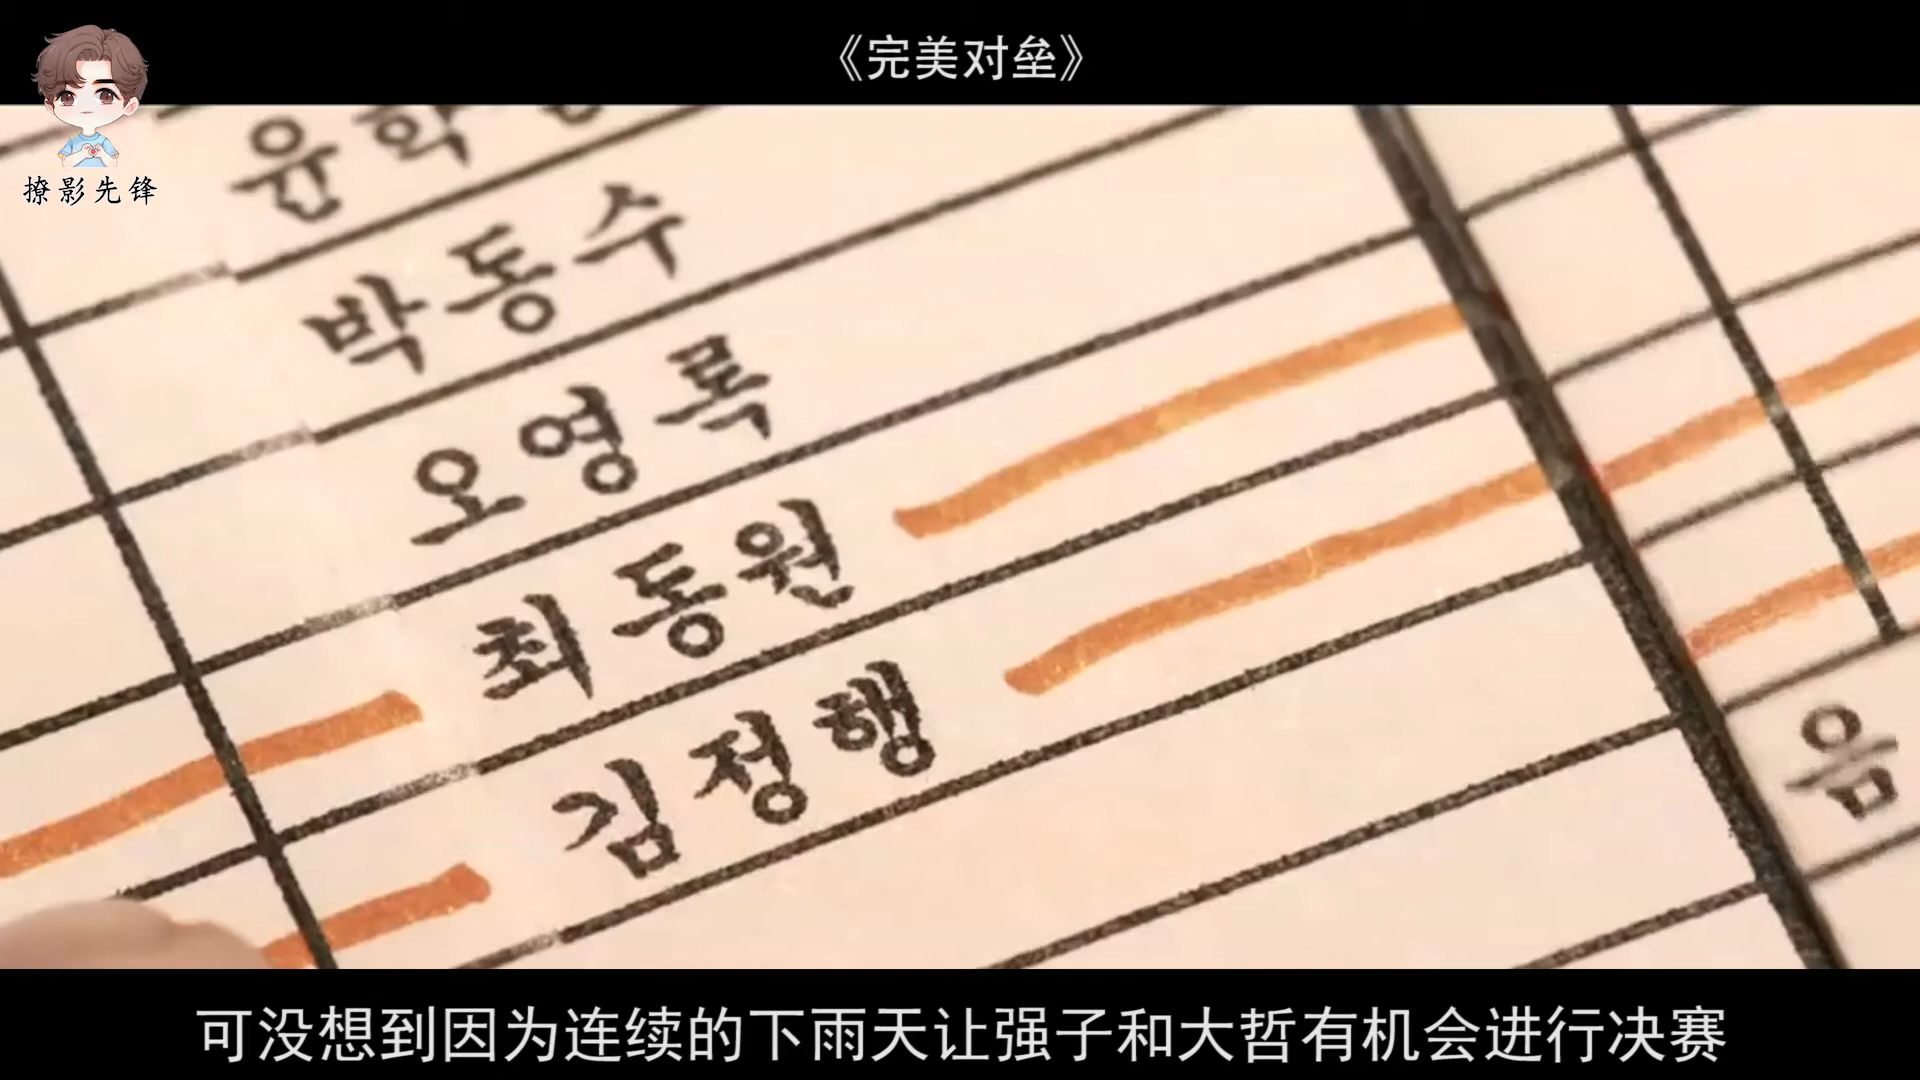 《完美对垒》
撩影先锋
윤학
박동수
오영록
최동원
김정행
음
可没想到因为连续的下雨天让强子和大哲有机会进行决赛